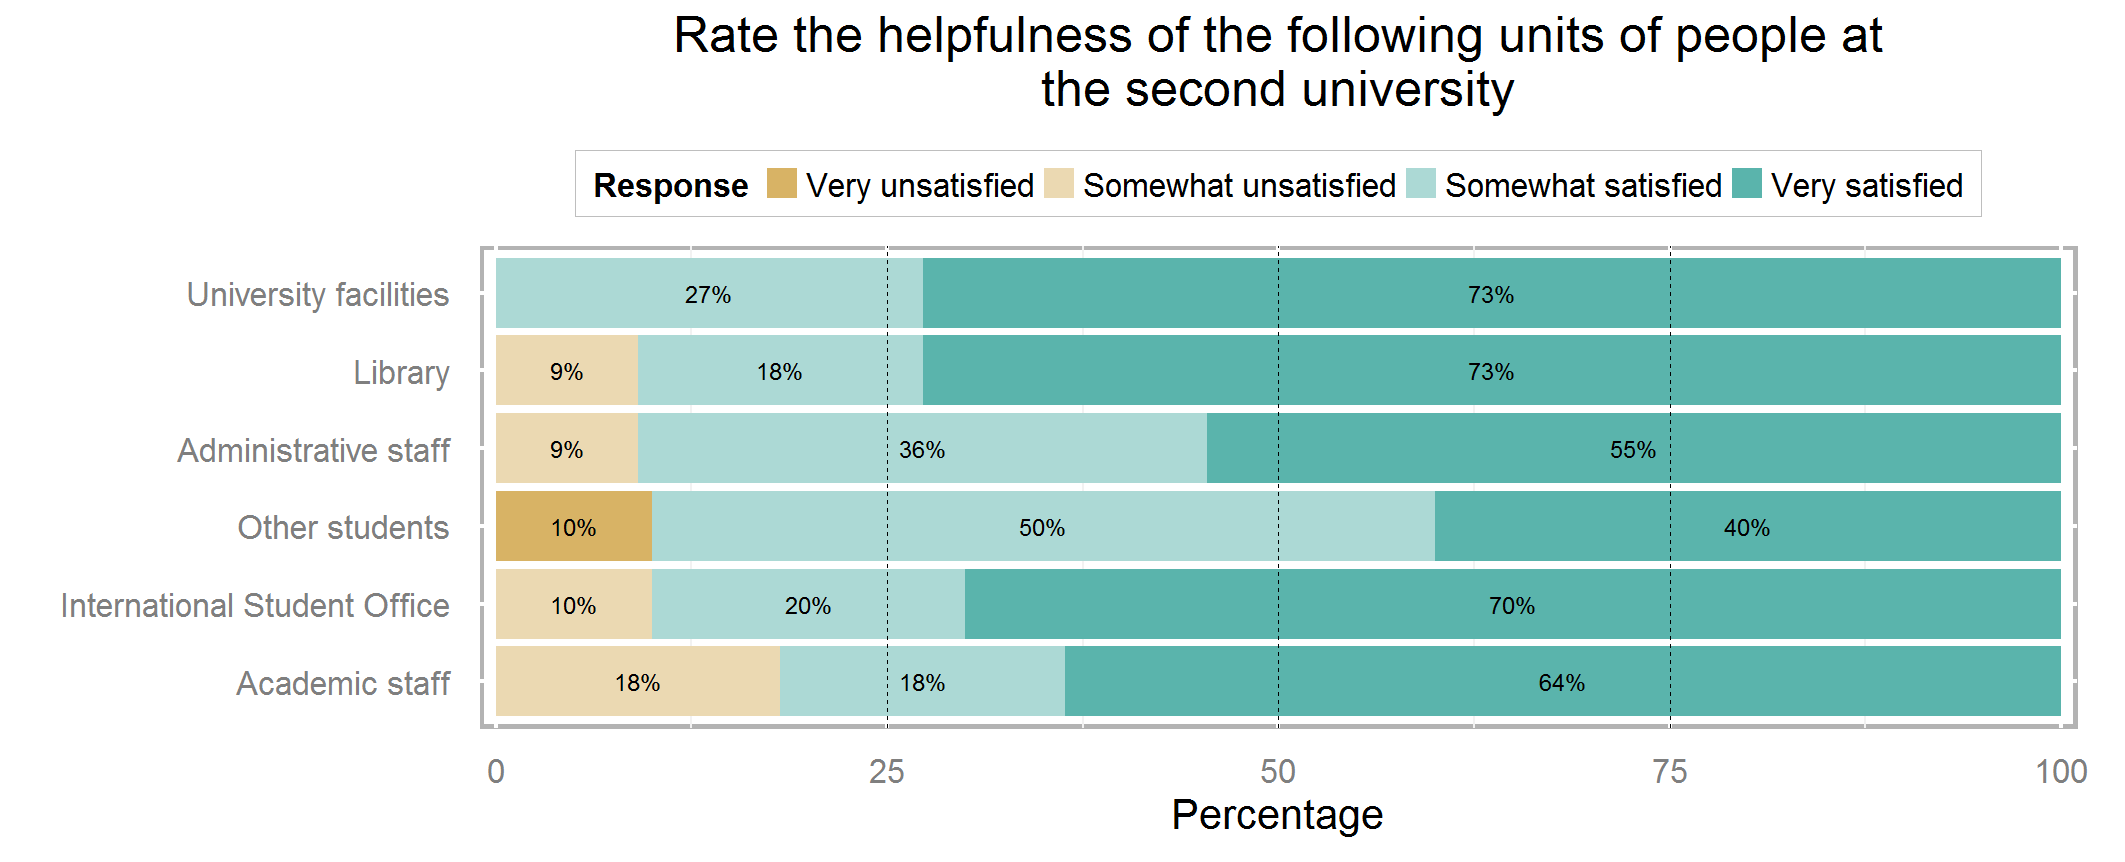 Rate the helpfulness of the following units of people at
the second university
Response Very unsatisfied Somewhat unsatisfied Somewhat satisfied Very satisfied
University facilities 27% 73%
Library 9% 18% 73%
Administrative staff 9% 36% 55%
Other students 10% 50% 40%
International Student Office 10% 20% 70%
Academic staff 18% 18% 64%
0 25 50 75 100
Percentage